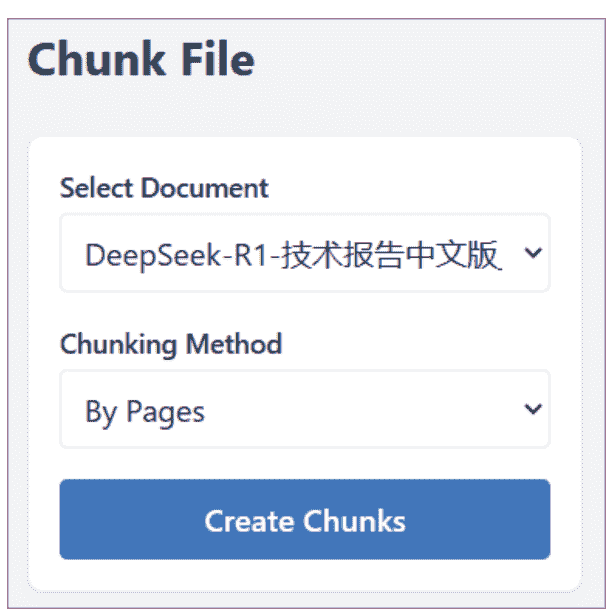 Chunk File
Select Document
DeepSeek-R1-技术报告中文版_
Chunking Method
By Pages
Create Chunks